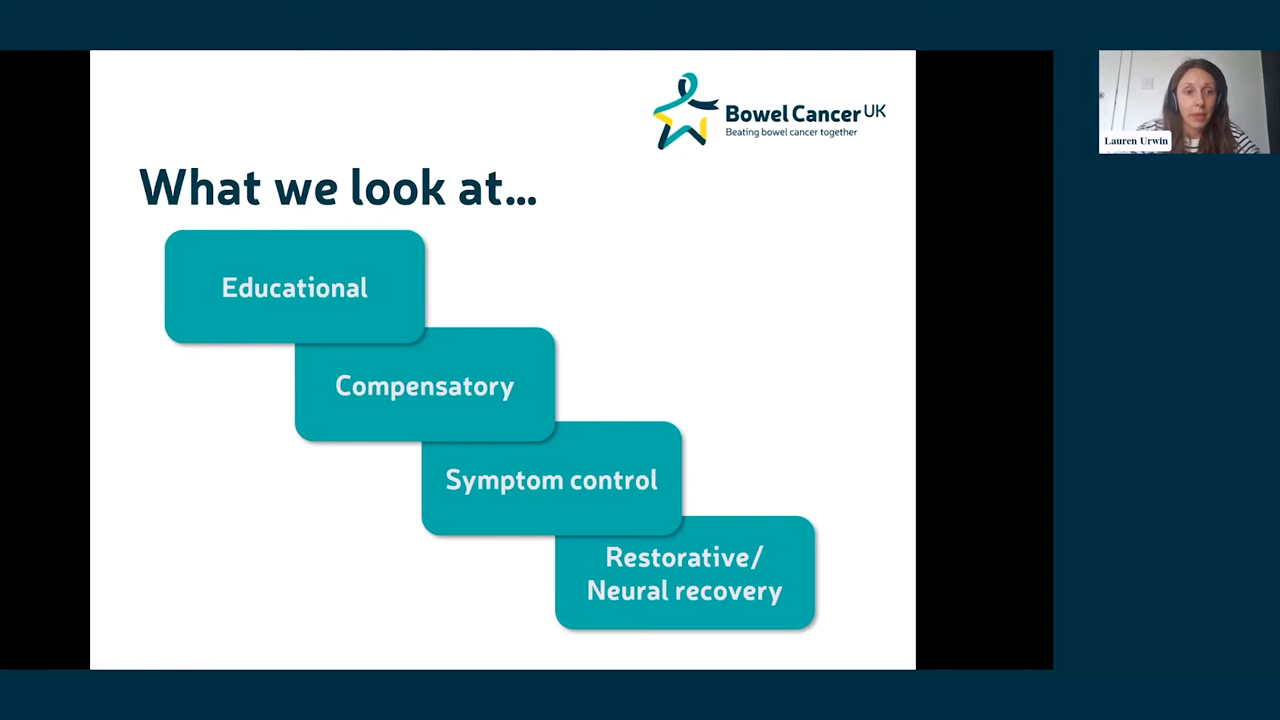 Bowel Cancer UK
Beating bowel cancer together
Lauren Urwin
What we look at...
Educational
Compensatory
Symptom control
Restorative/
Neural recovery